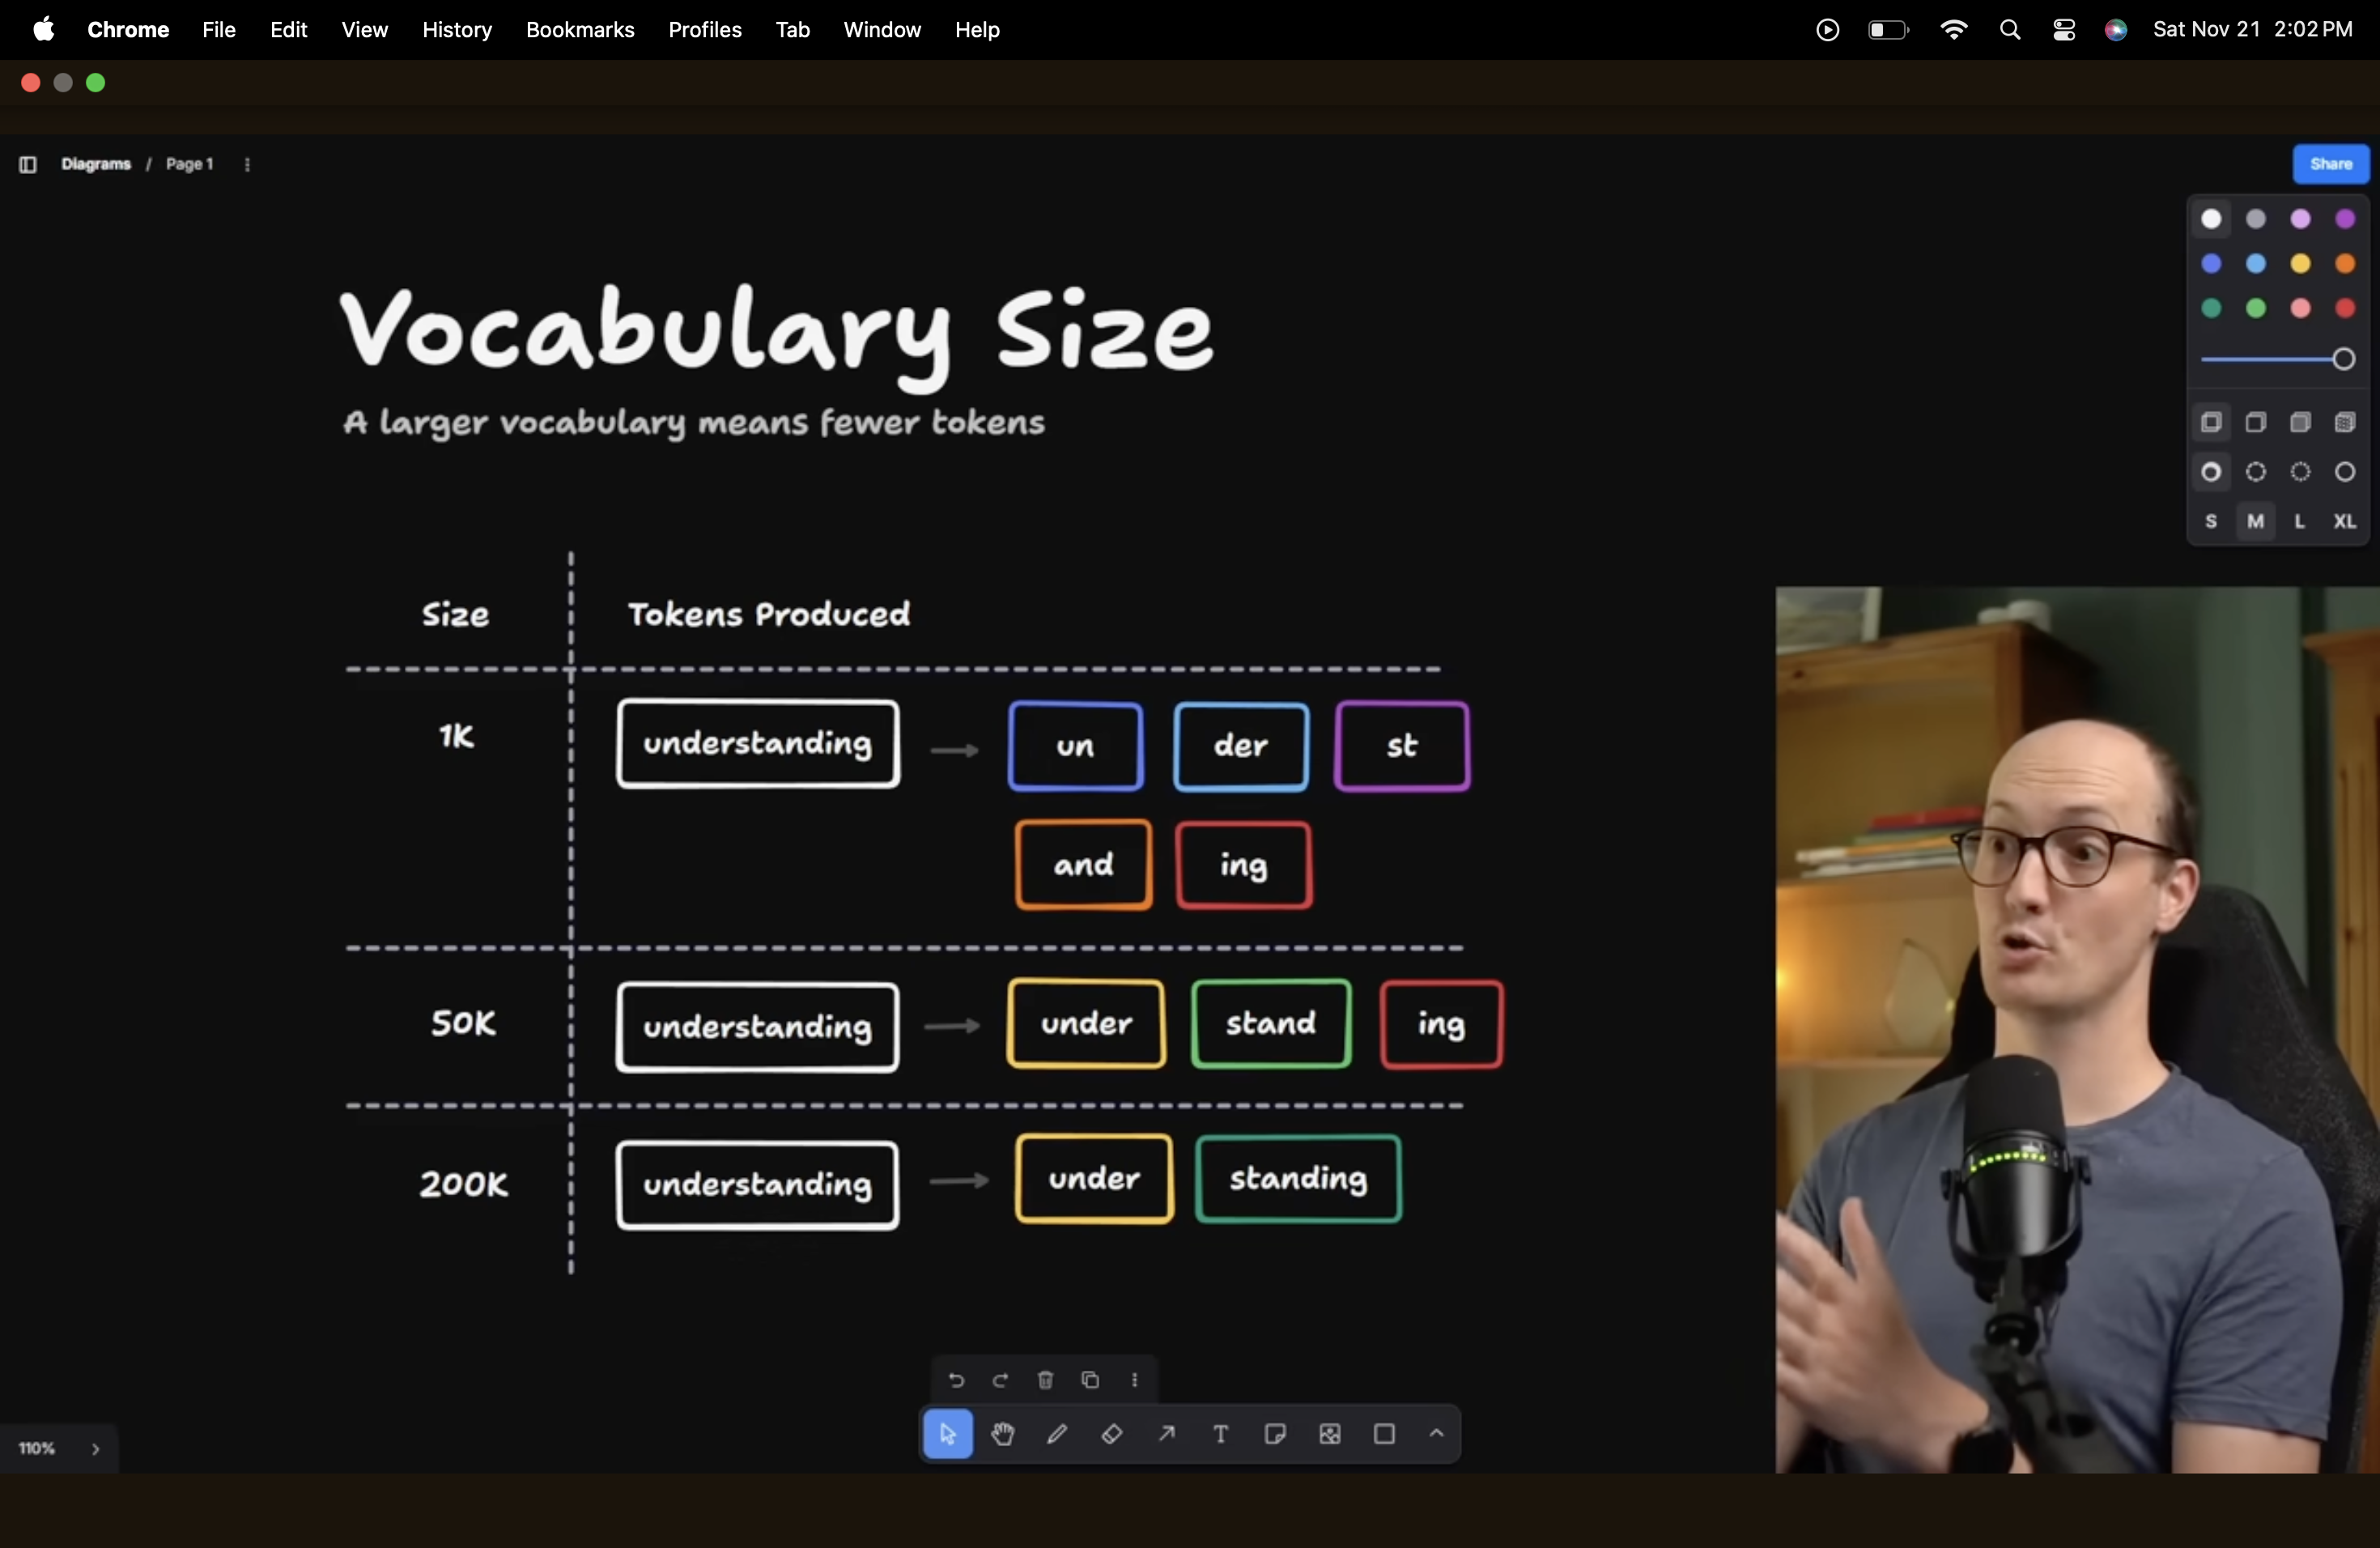 Chrome File Edit View History Bookmarks Profiles Tab Window Help Sat Nov 21 2:02 PM
Diagrams / Page 1
Share
Vocabulary Size
A larger vocabulary means fewer tokens
S M L XL
Size Tokens Produced
1K understanding un der st
and ing
50K understanding under stand ing
200K understanding under standing
T
110%